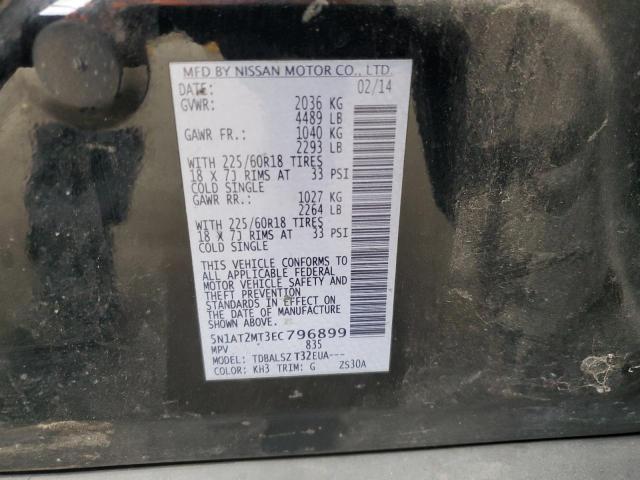 MFD BY NISSAN MOTOR CO., LTD
DATE: 02/14
GVWR: 2036 KG
4489 LB
GAWR FR.: 1040 KG
2293 LB
WITH 225/60R18 TIRES
18 X 7J RIMS AT 33 PSI
COLD SINGLE
GAWR RR.: 1027 KG
2264 LB
WITH 225/60R18 TIRES
18 X 7J RIMS AT 33 PSI
COLD SINGLE
THIS VEHICLE CONFORMS TO
ALL APPLICABLE FEDERAL
MOTOR VEHICLE SAFETY AND
THEFT PREVENTION
STANDARDS IN EFFECT ON
THE DATE OF MANUFACTURE
SHOWN ABOVE.
5N1AT2MT3EC796899
MPV 835
MODEL: TDBALSZ T32EUA---
COLOR: KH3 TRIM: G ZS30A